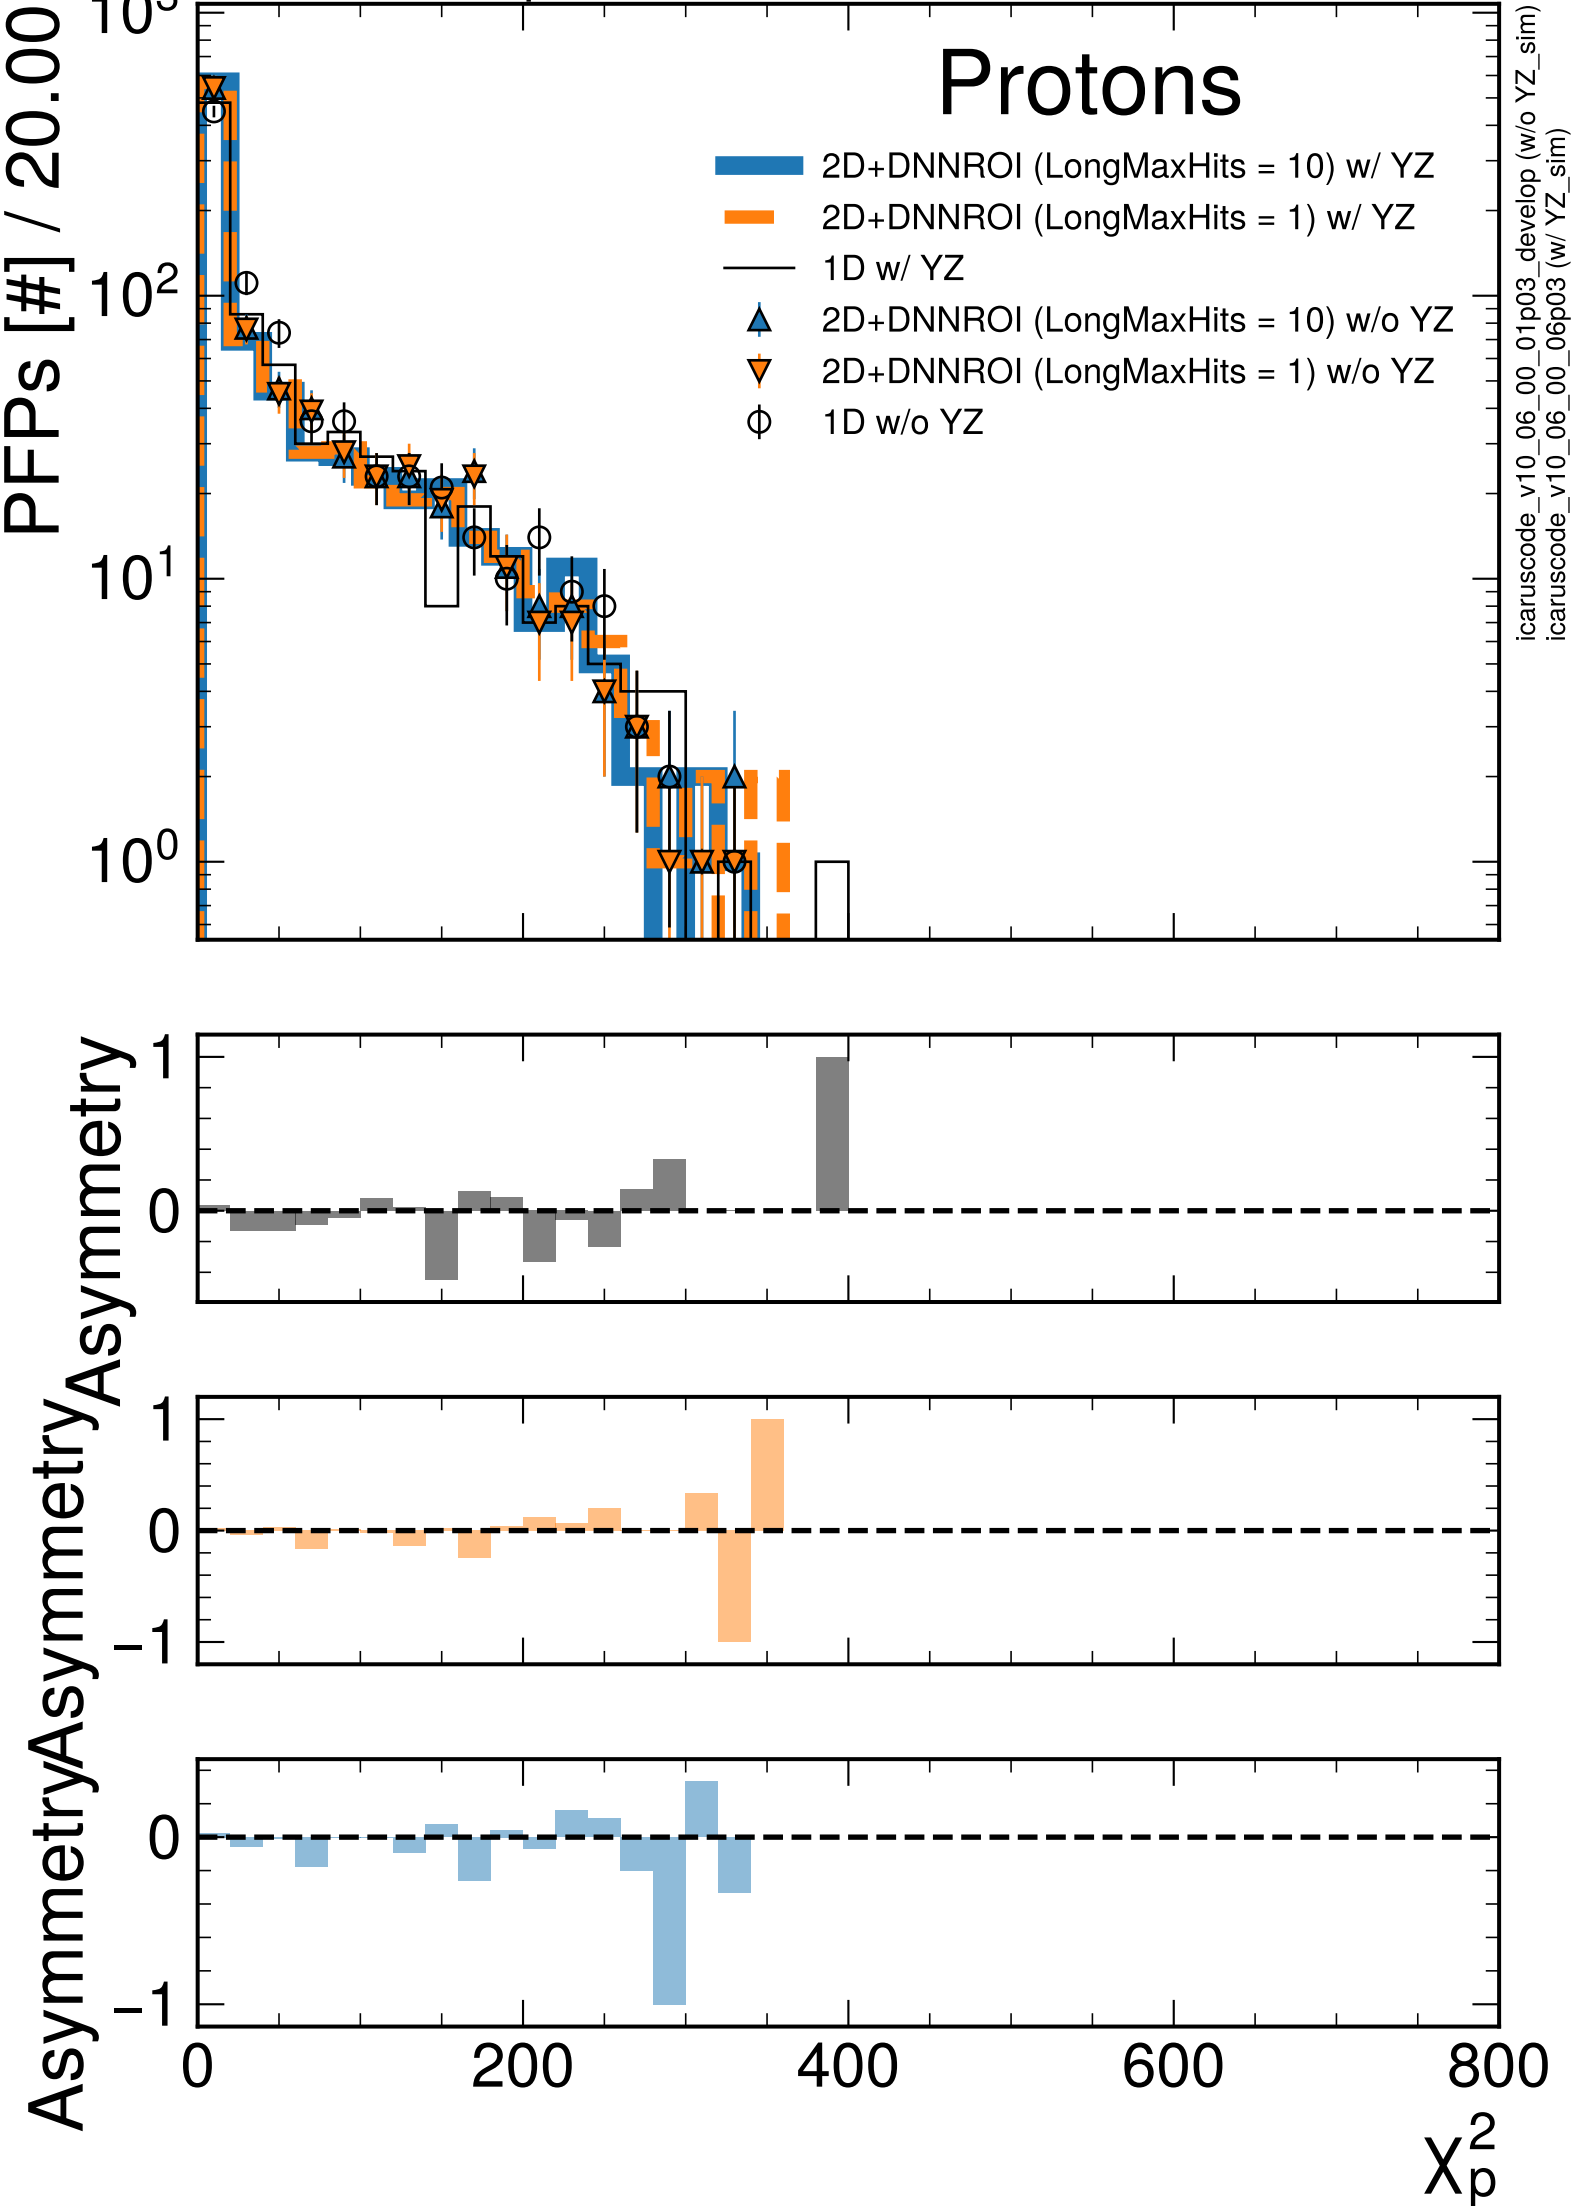 10³
PFPs [#] / 20.00
Protons
2D+DNNROI (LongMaxHits = 10) w/ YZ
2D+DNNROI (LongMaxHits = 1) w/ YZ
1D w/ YZ
2D+DNNROI (LongMaxHits = 10) w/o YZ
2D+DNNROI (LongMaxHits = 1) w/o YZ
1D w/o YZ
icaruscode_v10_06_00_01p03_develop (w/o YZ_sim)
icaruscode_v10_06_00_06p03 (w/ YZ_sim)
10²
10¹
10⁰
Asymmetry
1
0
Asymmetry
1
0
−1
Asymmetry
0
−1
0 200 400 600 800
χ²p